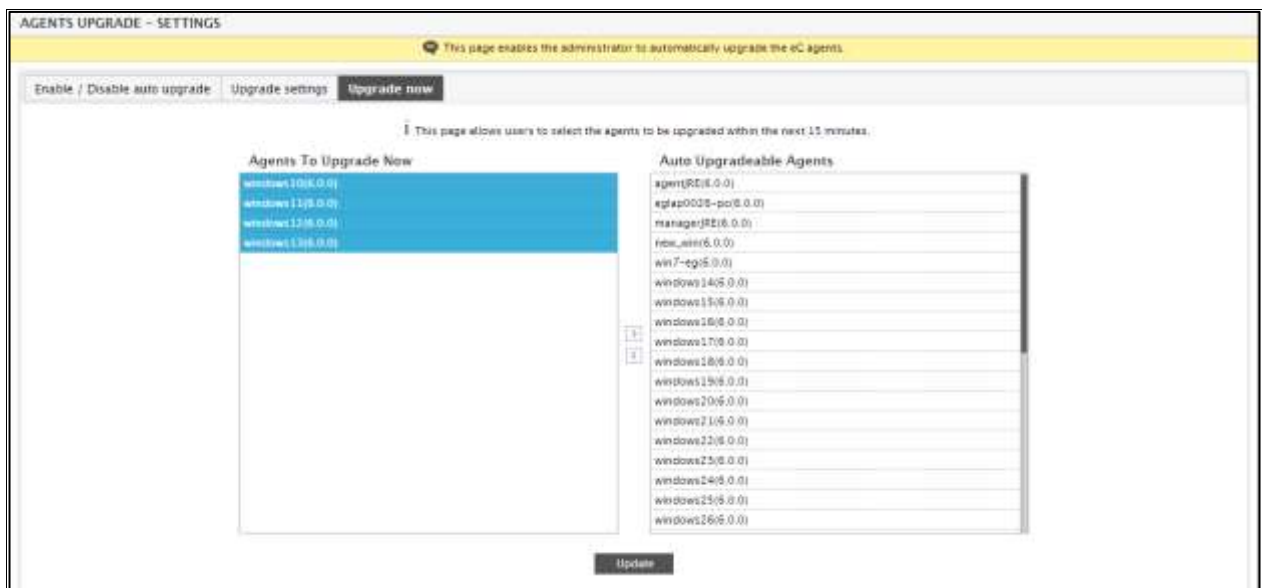 AGENTS UPGRADE - SETTINGS
This page enables the administrator to automatically upgrade the eG agents.
Enable / Disable auto upgrade Upgrade settings Upgrade now
This page allows users to select the agents to be upgraded within the next 15 minutes.
Agents To Upgrade Now
windows10(6.0.0)
windows11(6.0.0)
windows12(6.0.0)
windows13(6.0.0)
Auto Upgradeable Agents
agentJRE(6.0.0)
eglap0026-pc(6.0.0)
managerJRE(6.0.0)
new_win(6.0.0)
win7-eg(6.0.0)
windows14(6.0.0)
windows15(6.0.0)
windows16(6.0.0)
windows17(6.0.0)
windows18(6.0.0)
windows19(6.0.0)
windows20(6.0.0)
windows21(6.0.0)
windows22(6.0.0)
windows23(6.0.0)
windows24(6.0.0)
windows25(6.0.0)
windows26(6.0.0)
Update